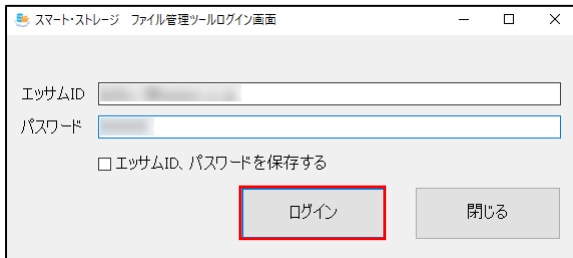 スマート・ストレージ　ファイル管理ツールログイン画面
エッサムID
パスワード
エッサムID、パスワードを保存する
ログイン
閉じる